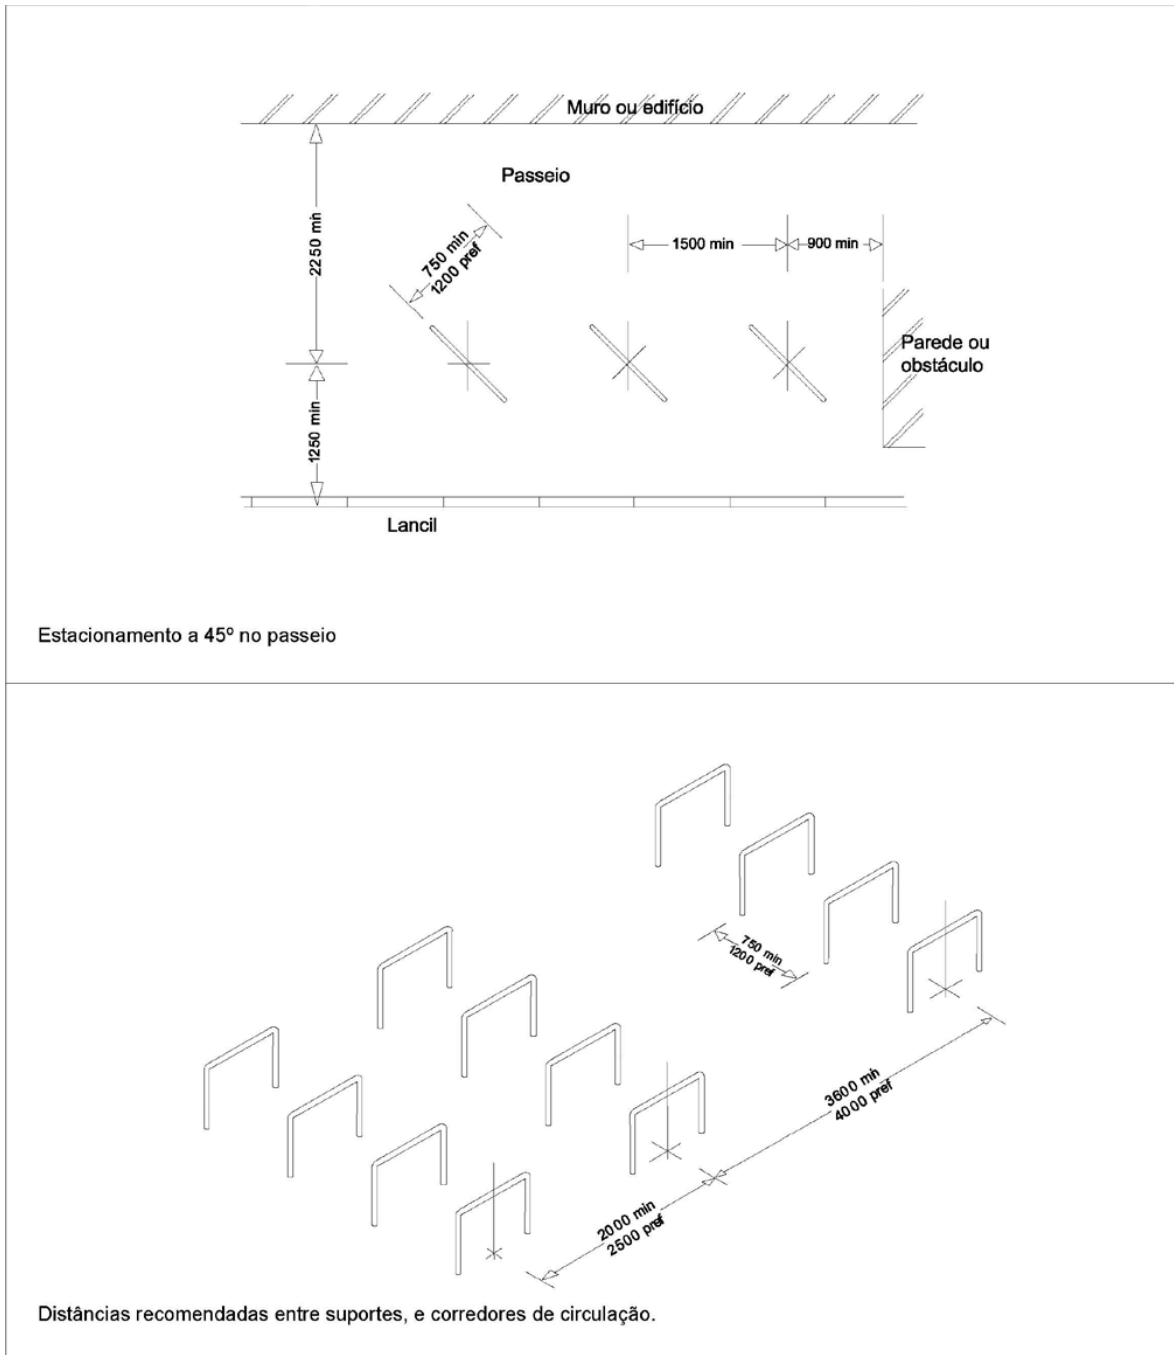 Muro ou edifício
Passeio
2250 mh
750 min
1200 pref
1500 min
900 min
Parede ou
obstáculo
1250 min
Lancil
Estacionamento a 45º no passeio
750 min
1200 pref
3600 mh
4000 pref
2000 min
2500 pref
Distâncias recomendadas entre suportes, e corredores de circulação.